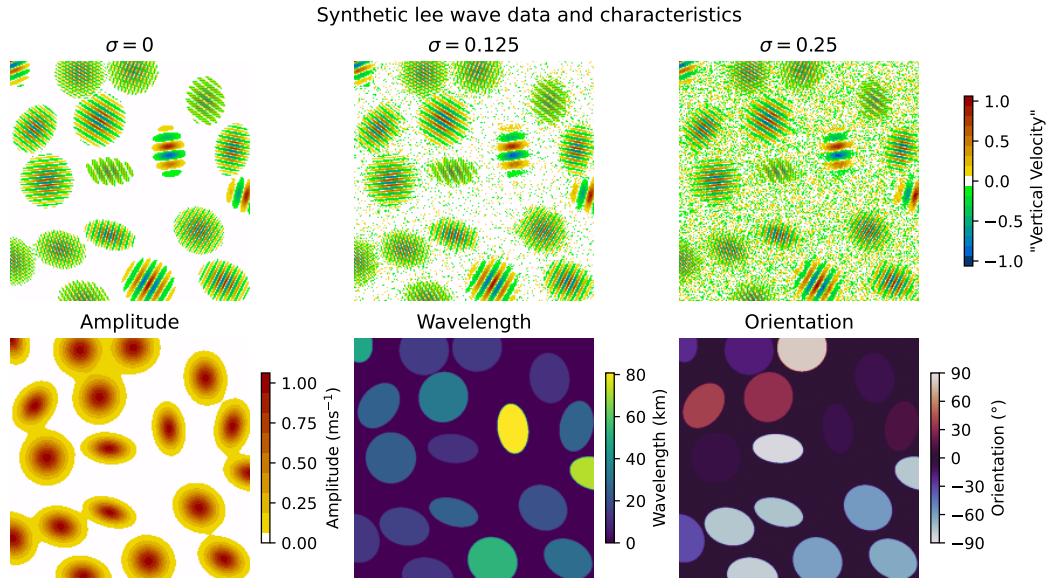 Synthetic lee wave data and characteristics
σ = 0
σ = 0.125
σ = 0.25
1.0
0.5
0.0
−0.5
−1.0
"Vertical Velocity"
Amplitude
Wavelength
Orientation
1.00
0.75
0.50
0.25
0.00
Amplitude (ms⁻¹)
80
60
40
20
0
Wavelength (km)
90
60
30
0
−30
−60
−90
Orientation (°)